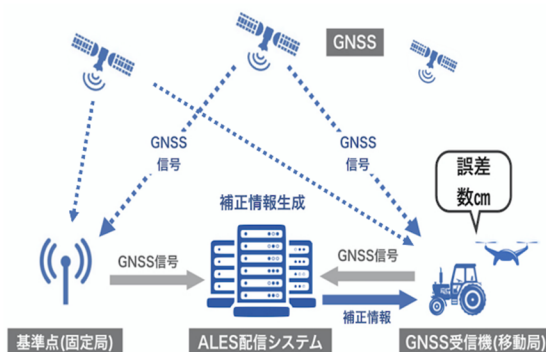 GNSS
GNSS
信号
GNSS
信号
誤差
数cm
補正情報生成
GNSS信号
GNSS信号
補正情報
基準点(固定局)
ALES配信システム
GNSS受信機(移動局)